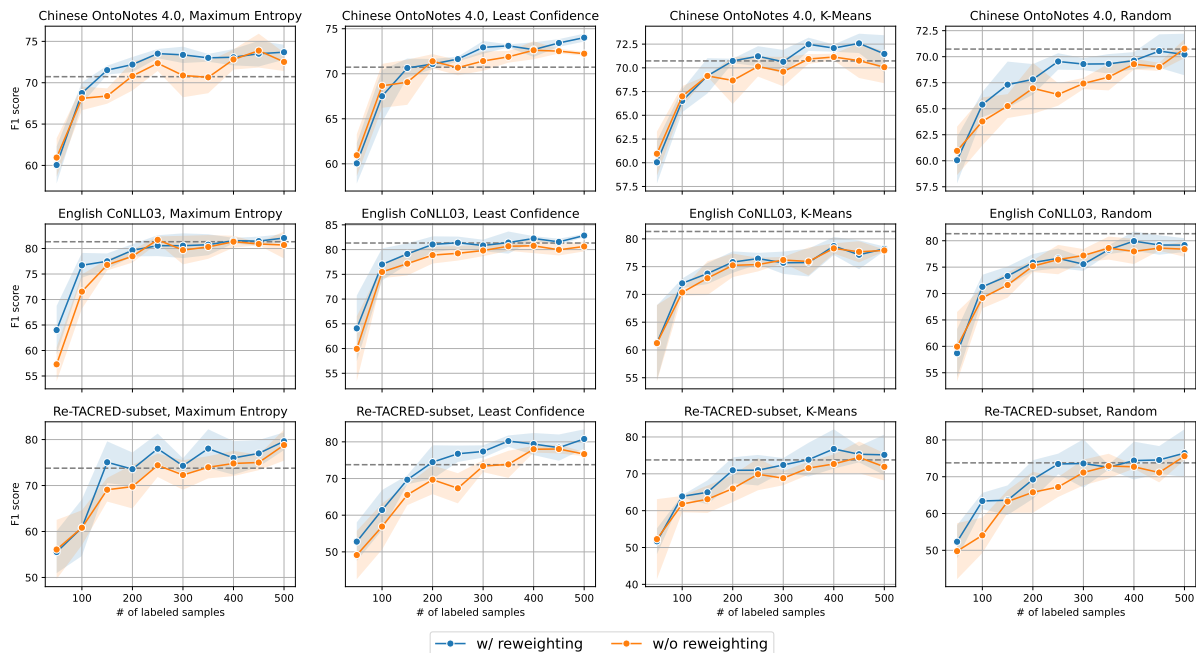 Chinese OntoNotes 4.0, Maximum Entropy
Chinese OntoNotes 4.0, Least Confidence
Chinese OntoNotes 4.0, K-Means
Chinese OntoNotes 4.0, Random
F1 score
75
70
65
60
75
70
65
60
72.5
70.0
67.5
65.0
62.5
60.0
57.5
72.5
70.0
67.5
65.0
62.5
60.0
57.5
English CoNLL03, Maximum Entropy
English CoNLL03, Least Confidence
English CoNLL03, K-Means
English CoNLL03, Random
F1 score
80
75
70
65
60
55
85
80
75
70
65
60
55
80
75
70
65
60
55
80
75
70
65
60
55
Re-TACRED-subset, Maximum Entropy
Re-TACRED-subset, Least Confidence
Re-TACRED-subset, K-Means
Re-TACRED-subset, Random
F1 score
80
70
60
50
80
70
60
50
80
70
60
50
40
80
70
60
50
100 200 300 400 500
100 200 300 400 500
100 200 300 400 500
100 200 300 400 500
# of labeled samples
# of labeled samples
# of labeled samples
# of labeled samples
w/ reweighting
w/o reweighting